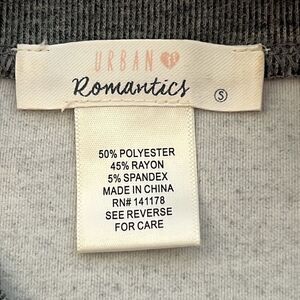 URBAN
Romantics
S
50% POLYESTER
45% RAYON
5% SPANDEX
MADE IN CHINA
RN# 141178
SEE REVERSE
FOR CARE